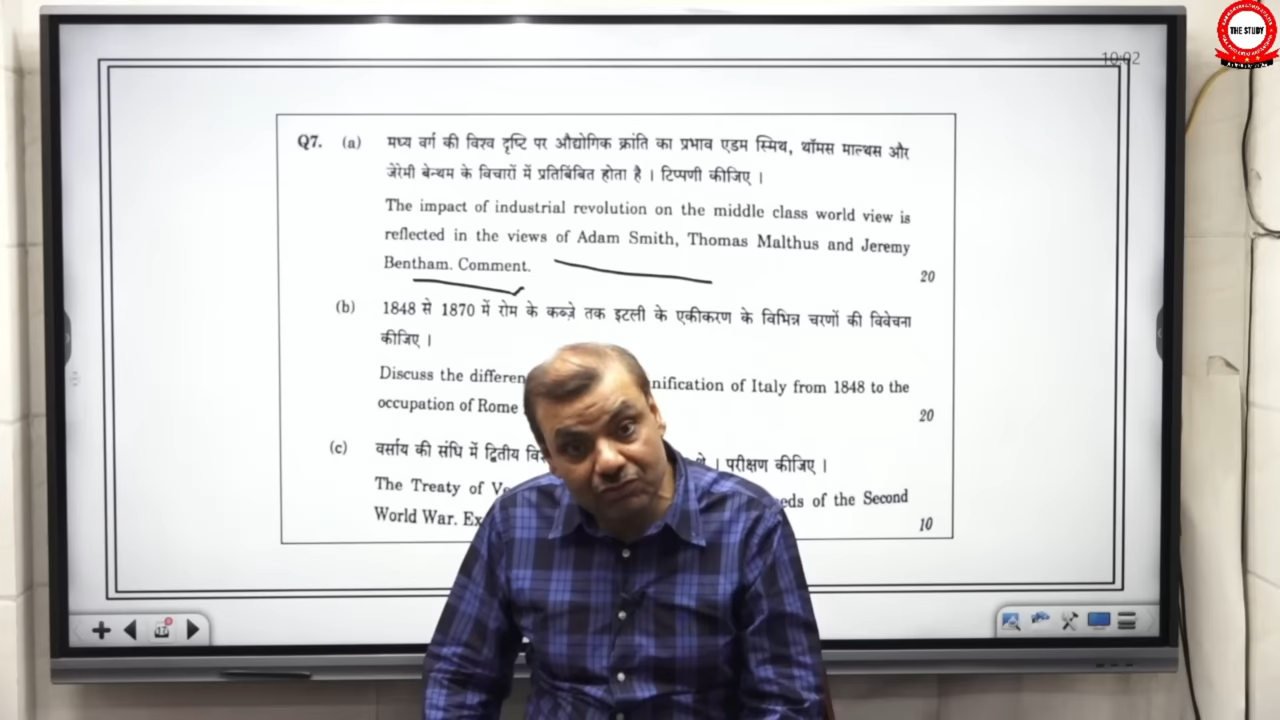 THE STUDY
10:02
Q7. (a) मध्य वर्ग की विश्व दृष्टि पर औद्योगिक क्रांति का प्रभाव एडम स्मिथ, थॉमस माल्थस और
जेरेमी बेन्थम के विचारों में प्रतिबिंबित होता है । टिप्पणी कीजिए ।
The impact of industrial revolution on the middle class world view is
reflected in the views of Adam Smith, Thomas Malthus and Jeremy
Bentham. Comment.
20
(b) 1848 से 1870 में रोम के कब्ज़े तक इटली के एकीकरण के विभिन्न चरणों की विवेचना
कीजिए ।
Discuss the differen nification of Italy from 1848 to the
occupation of Rome
20
(c) वर्साय की संधि में द्वितीय । परीक्षण कीजिए ।
The Treaty of eds of the Second
World War. Ex
10
17